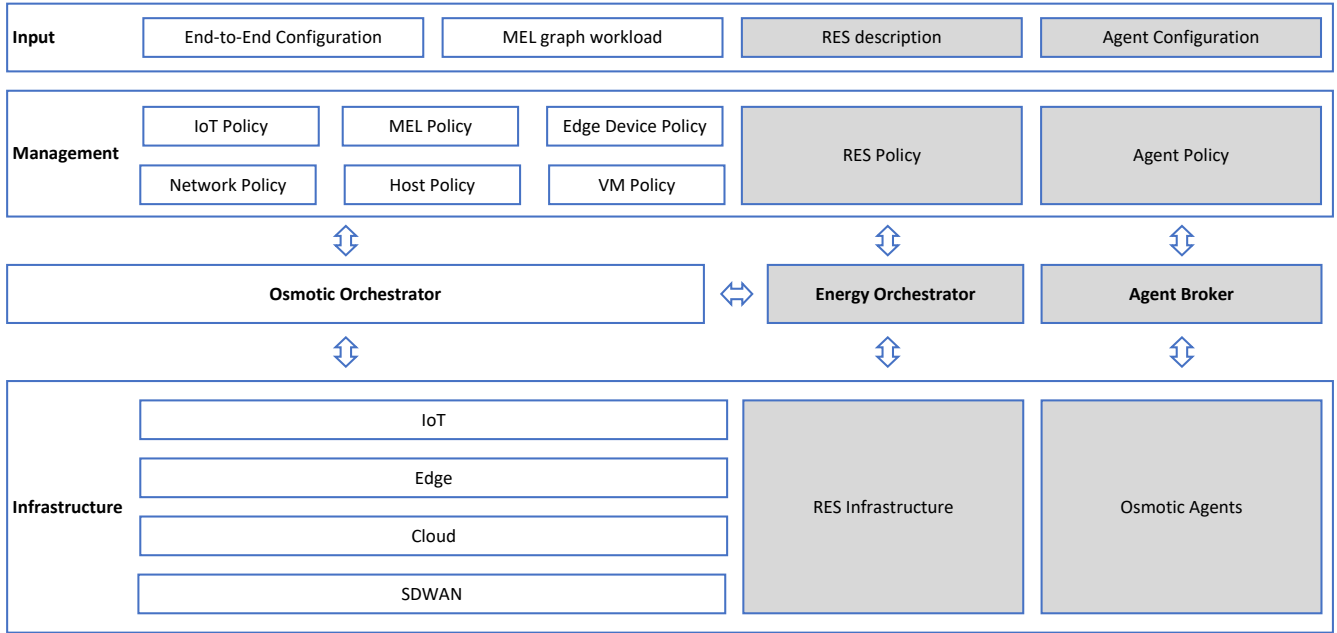 Input
End-to-End Configuration
MEL graph workload
RES description
Agent Configuration
Management
IoT Policy
MEL Policy
Edge Device Policy
Network Policy
Host Policy
VM Policy
RES Policy
Agent Policy
Osmotic Orchestrator
Energy Orchestrator
Agent Broker
Infrastructure
IoT
Edge
Cloud
SDWAN
RES Infrastructure
Osmotic Agents